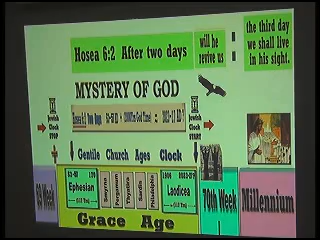 Hosea 6:2 After two days
will he
revive us
the third day
we shall live
in his sight.
MYSTERY OF GOD
Jewish
Clock
STOP
Jewish
Clock
START
Gentile Church Ages Clock
69 Week
Ephesian
Smyrna
Pergamum
Thyatira
Sardis
Philadelphia
Laodicea
70th Week
Millennium
Grace Age